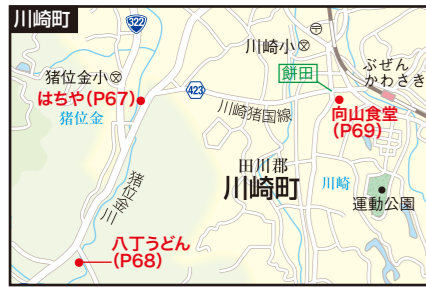 川崎町
322
川崎小
ぶぜん
かわさき
猪位金小
餅田
はちや(P67)
423
猪位金
川崎猪国線
向山食堂
(P69)
田川郡
川崎町
川崎
猪位金川
運動公園
八丁うどん
(P68)